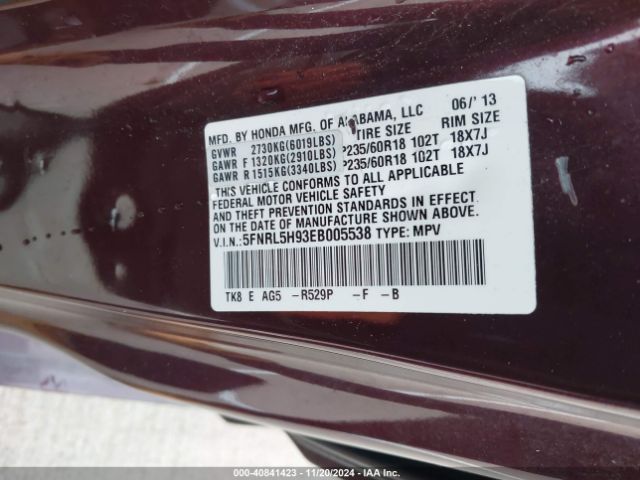 MFD. BY HONDA MFG. OF ALABAMA, LLC 06/'13
TIRE SIZE RIM SIZE
GVWR 2730KG(6019LBS)
GAWR F 1320KG(2910LBS) P235/60R18 102T 18X7J
GAWR R 1515KG(3340LBS) P235/60R18 102T 18X7J
THIS VEHICLE CONFORMS TO ALL APPLICABLE
FEDERAL MOTOR VEHICLE SAFETY
AND THEFT PREVENTION STANDARDS IN EFFECT ON
THE DATE OF MANUFACTURE SHOWN ABOVE.
V.I.N.:5FNRL5H93EB005538 TYPE: MPV
TK8 E AG5 -R529P -F -B
000-40841423 - 11/20/2024 - IAA Inc.